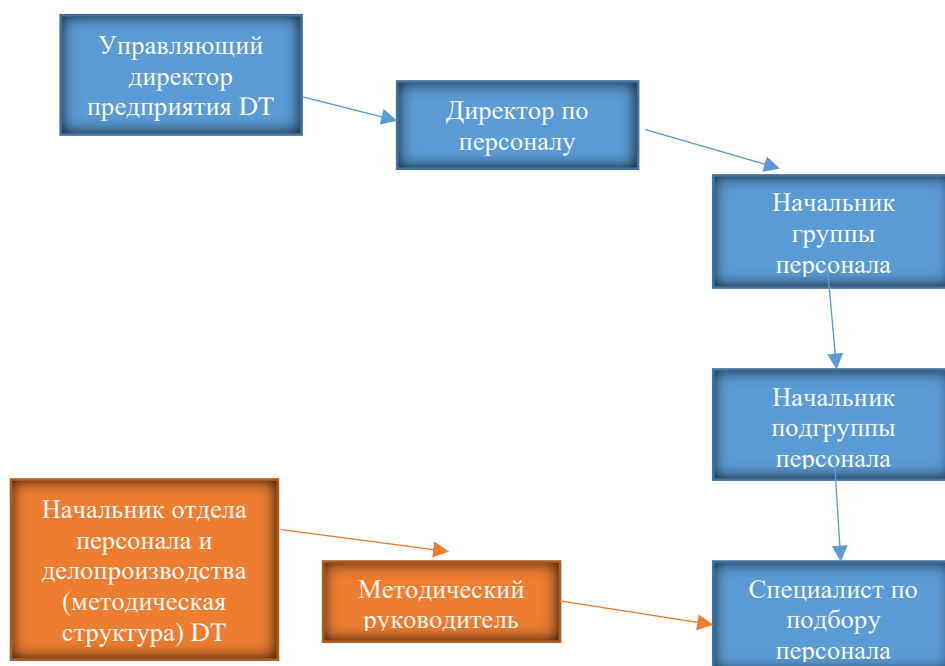 Управляющий
директор
предприятия DT
Директор по
персоналу
Начальник
группы
персонала
Начальник
подгруппы
персонала
Начальник отдела
персонала и
делопроизводства
(методическая
структура) DT
Методический
руководитель
Специалист по
подбору
персонала